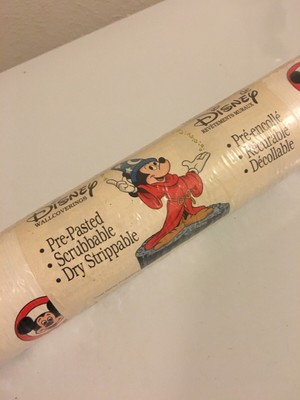 DISNEY
WALLCOVERINGS
• Pre-Pasted
• Scrubbable
• Dry Strippable
DISNEY
REVÊTEMENTS MURAUX
• Pré-encollé
• Récurable
• Décollable